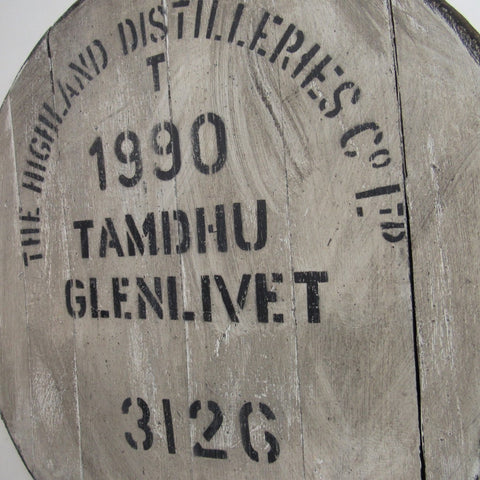 THE HIGHLAND DISTILLERIES Co LTD
T
1990
TAMDHU
GLENLIVET
3126